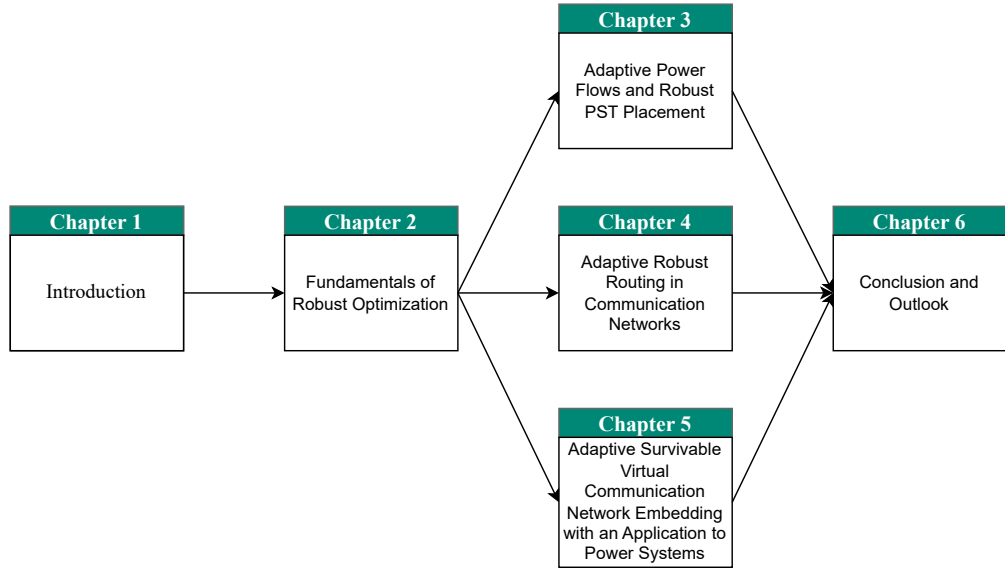 Chapter 1
Introduction
Chapter 2
Fundamentals of
Robust Optimization
Chapter 3
Adaptive Power
Flows and Robust
PST Placement
Chapter 4
Adaptive Robust
Routing in
Communication
Networks
Chapter 5
Adaptive Survivable
Virtual
Communication
Network Embedding
with an Application to
Power Systems
Chapter 6
Conclusion and
Outlook